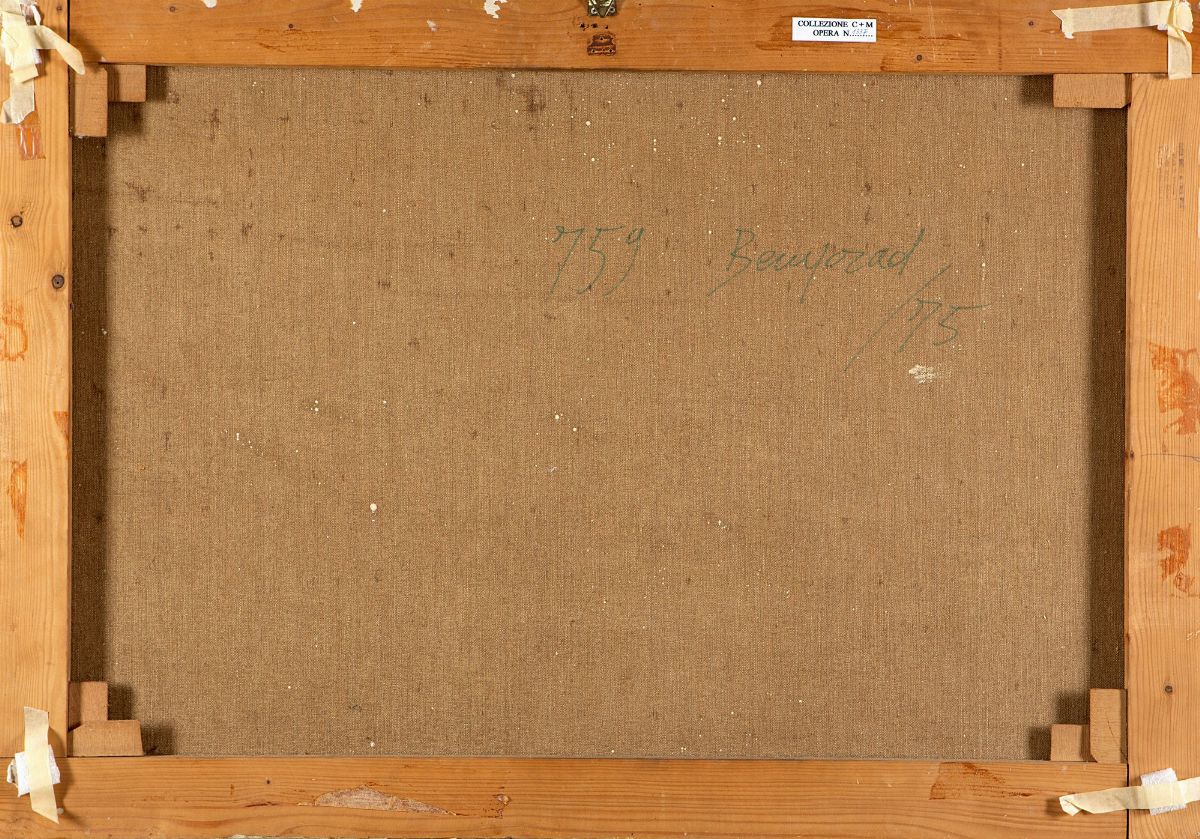 COLLEZIONE C+M
OPERA N.
759 Bemporad,
/75